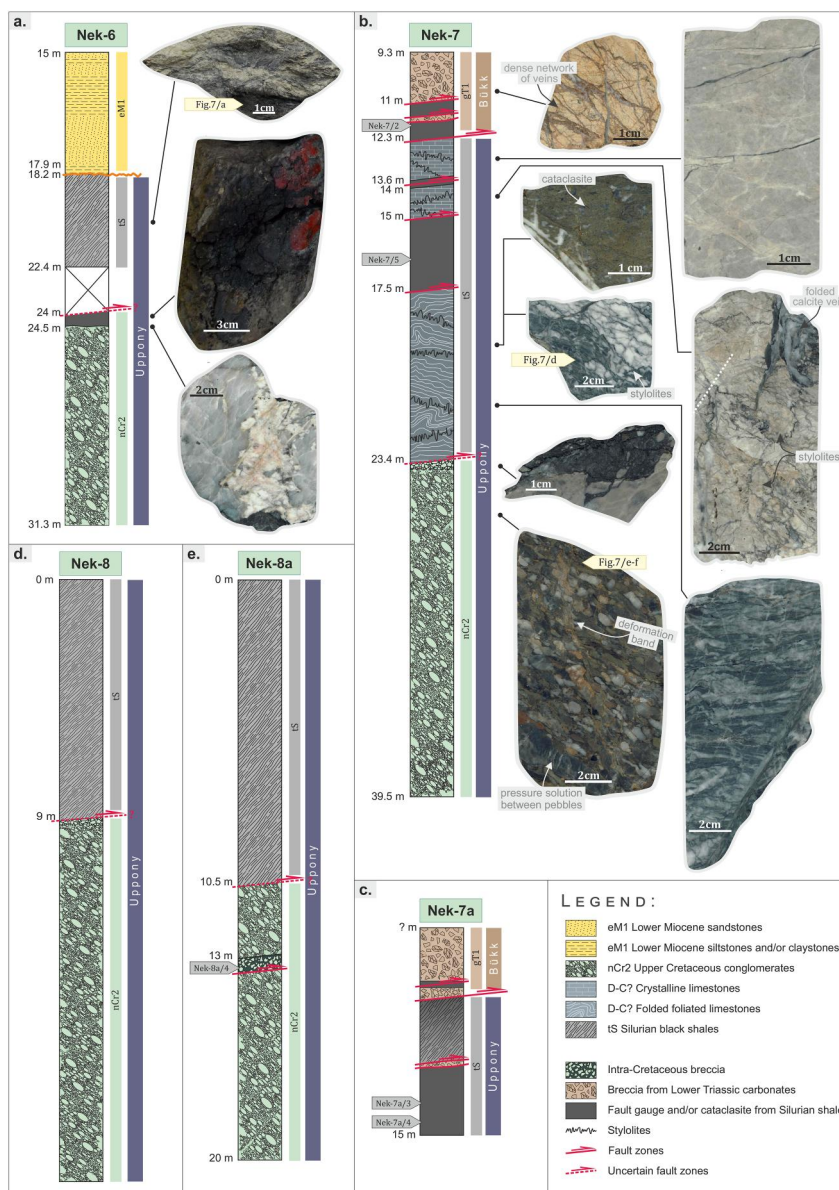 a.
Nek-6
15 m
17.9 m
18.2 m
22.4 m
24 m
24.5 m
31.3 m
eM1
tS
nCr2
Uppony
Fig.7/a
1cm
3cm
2cm
b.
Nek-7
9.3 m
11 m
Nek-7/2
12.3 m
13.6 m
14 m
15 m
Nek-7/5
17.5 m
23.4 m
39.5 m
gT1
Bükk
tS
nCr2
Uppony
dense network
of veins
1cm
1cm
cataclasite
1 cm
folded
calcite vein
Fig.7/d
2cm
stylolites
stylolites
2cm
1cm
Fig.7/e-f
deformation
band
pressure solution
between pebbles
2cm
2cm
d.
Nek-8
0 m
9 m
tS
nCr2
Uppony
e.
Nek-8a
0 m
10.5 m
13 m
Nek-8a/4
20 m
tS
nCr2
Uppony
c.
Nek-7a
? m
Nek-7a/3
Nek-7a/4
15 m
gT1
Bükk
tS
Uppony
LEGEND:
eM1 Lower Miocene sandstones
eM1 Lower Miocene siltstones and/or claystones
nCr2 Upper Cretaceous conglomerates
D-C? Crystalline limestones
D-C? Folded foliated limestones
tS Silurian black shales
Intra-Cretaceous breccia
Breccia from Lower Triassic carbonates
Fault gauge and/or cataclasite from Silurian shale
Stylolites
Fault zones
Uncertain fault zones